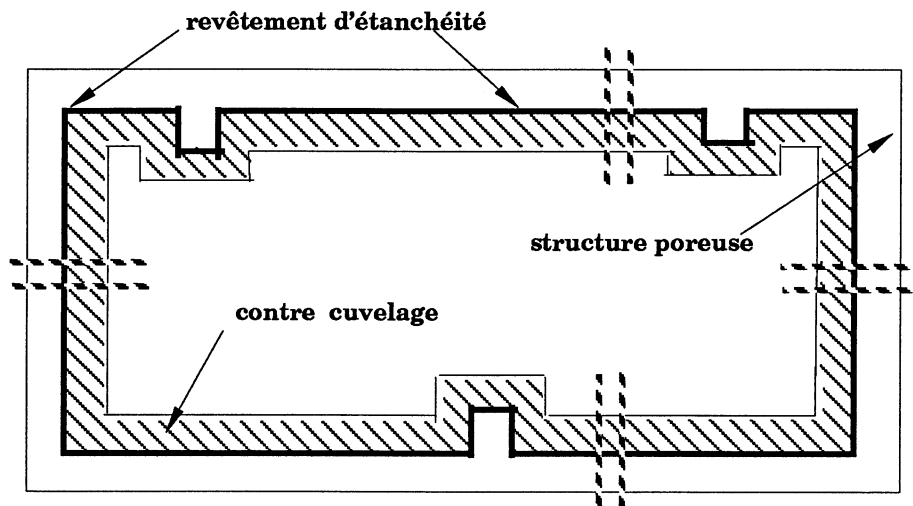 revêtement d'étanchéité
structure poreuse
contre cuvelage